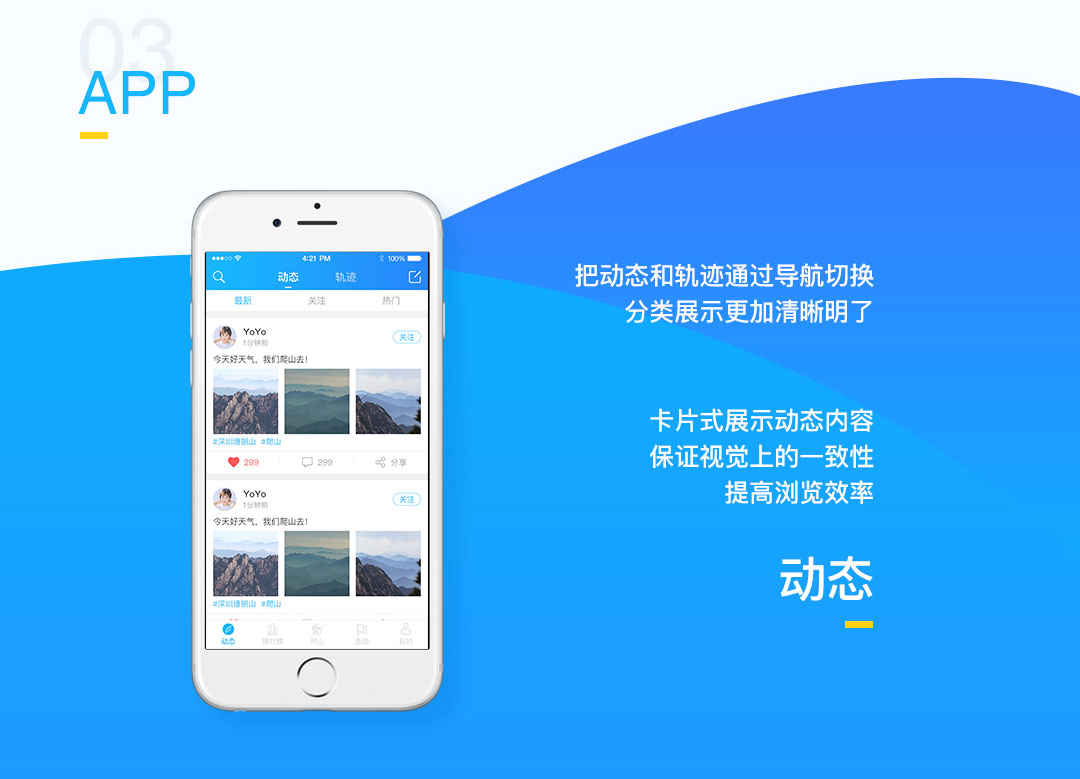 03
APP
4:21 PM
100%
动态
轨迹
最新
关注
热门
YoYo
1分钟前
关注
今天好天气，我们爬山去！
#深圳塘朗山 #爬山
299
299
分享
YoYo
1分钟前
关注
今天好天气，我们爬山去！
#深圳塘朗山 #爬山
动态
排行榜
爬山
活动
我的
把动态和轨迹通过导航切换
分类展示更加清晰明了
卡片式展示动态内容
保证视觉上的一致性
提高浏览效率
动态